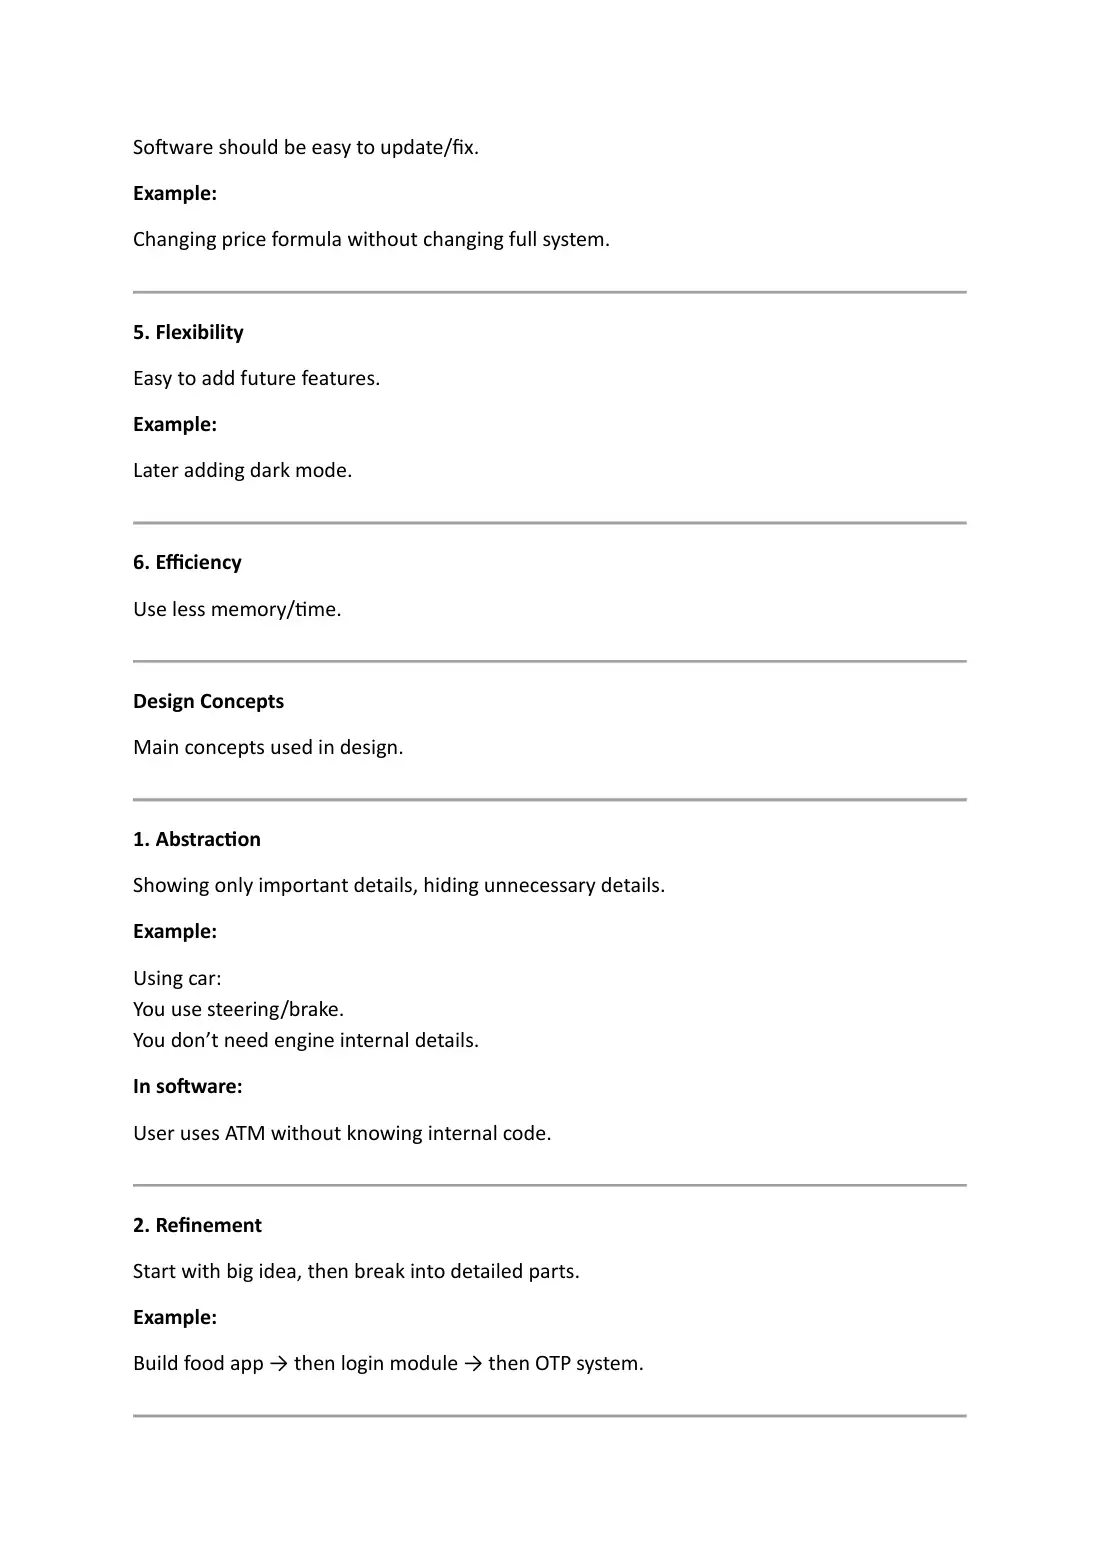 Software should be easy to update/fix.
Example:
Changing price formula without changing full system.
5. Flexibility
Easy to add future features.
Example:
Later adding dark mode.
6. Efficiency
Use less memory/time.
Design Concepts
Main concepts used in design.
1. Abstraction
Showing only important details, hiding unnecessary details.
Example:
Using car:
You use steering/brake.
You don’t need engine internal details.
In software:
User uses ATM without knowing internal code.
2. Refinement
Start with big idea, then break into detailed parts.
Example:
Build food app → then login module → then OTP system.